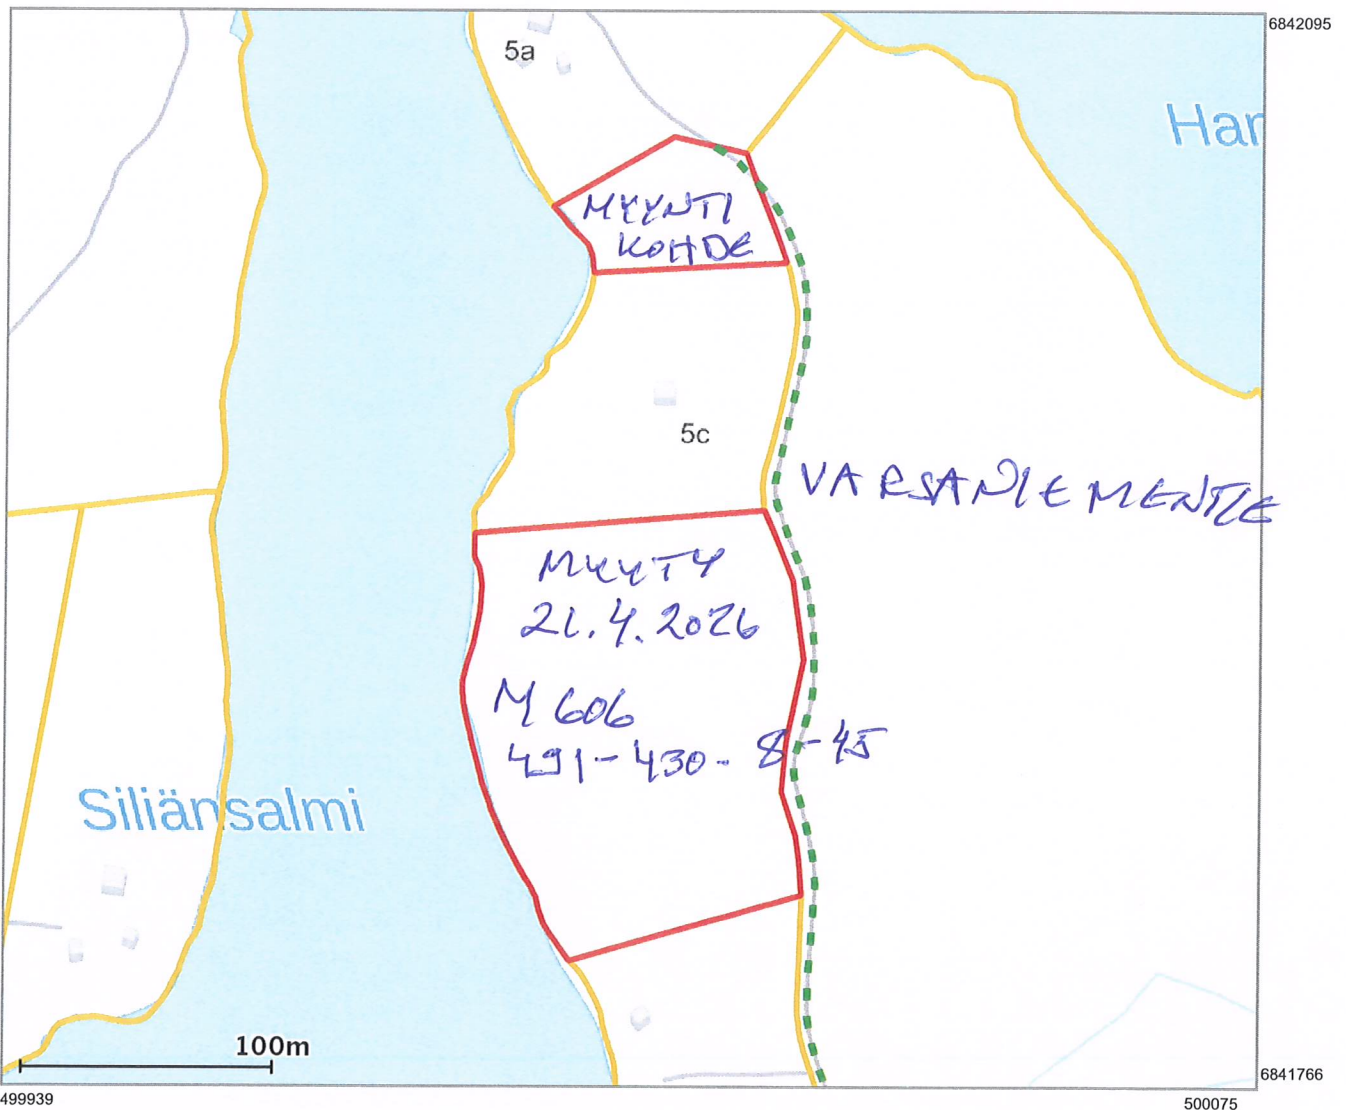 6842095
5a
Har
MYYNTI
KOHDE
5c
VARSANIEMENTIE
MYYTY
21.4.2026
M 606
491-430-8-45
Siliänsalmi
100m
6841766
499939
500075